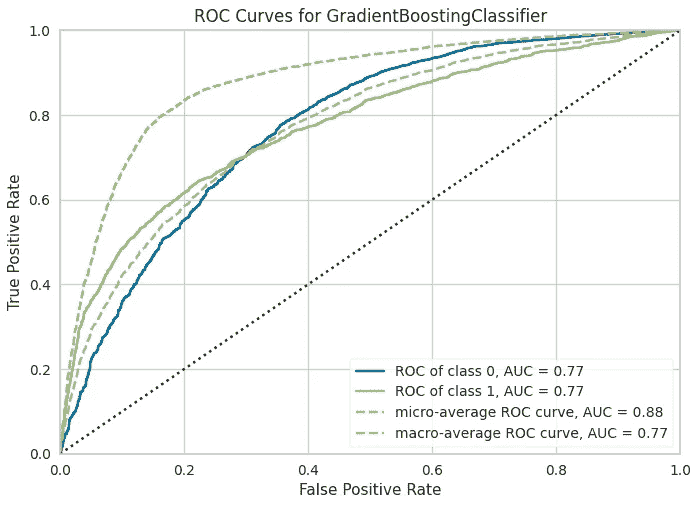 ROC Curves for GradientBoostingClassifier
1.0
0.8
0.6
0.4
0.2
0.0
True Positive Rate
0.0 0.2 0.4 0.6 0.8 1.0
False Positive Rate
ROC of class 0, AUC = 0.77
ROC of class 1, AUC = 0.77
micro-average ROC curve, AUC = 0.88
macro-average ROC curve, AUC = 0.77